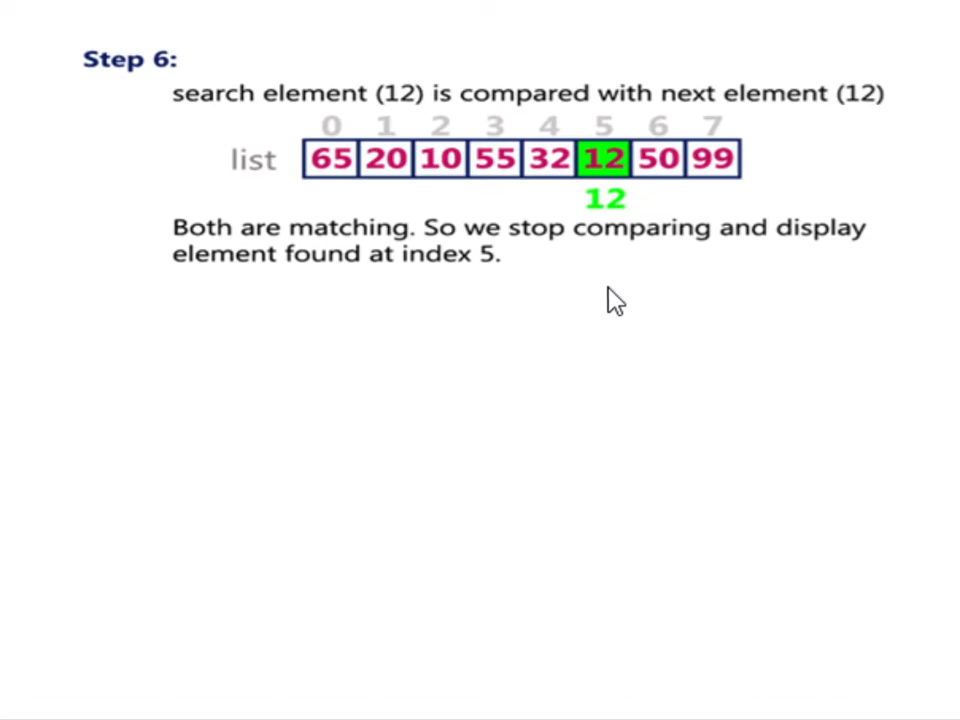 Step 6:
search element (12) is compared with next element (12)
0 1 2 3 4 5 6 7
list 65 20 10 55 32 12 50 99
12
Both are matching. So we stop comparing and display
element found at index 5.